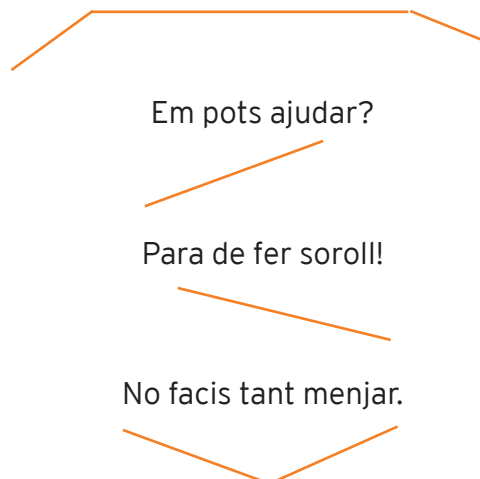 Em pots ajudar?
Para de fer soroll!
No facis tant menjar.